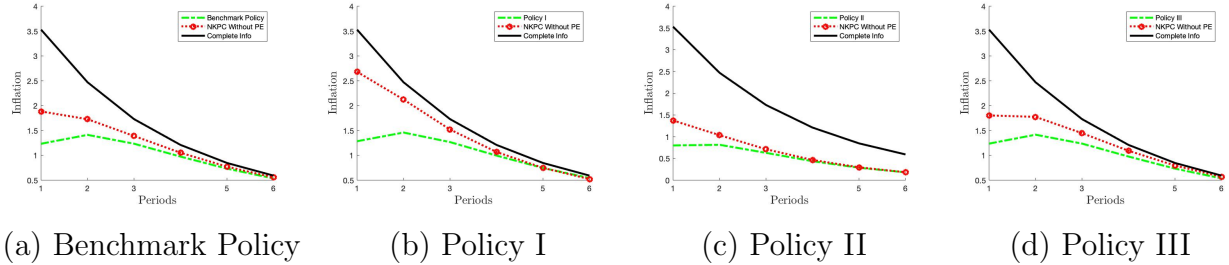 Benchmark Policy
NKPC Without PE
Complete Info
Inflation
4
3.5
3
2.5
2
1.5
1
0.5
1 2 3 4 5 6
Periods
(a) Benchmark Policy
Policy I
NKPC Without PE
Complete Info
Inflation
4
3.5
3
2.5
2
1.5
1
0.5
1 2 3 4 5 6
Periods
(b) Policy I
Policy II
NKPC Without PE
Complete Info
Inflation
4
3.5
3
2.5
2
1.5
1
0.5
0
1 2 3 4 5 6
Periods
(c) Policy II
Policy III
NKPC Without PE
Complete Info
Inflation
4
3.5
3
2.5
2
1.5
1
0.5
1 2 3 4 5 6
Periods
(d) Policy III